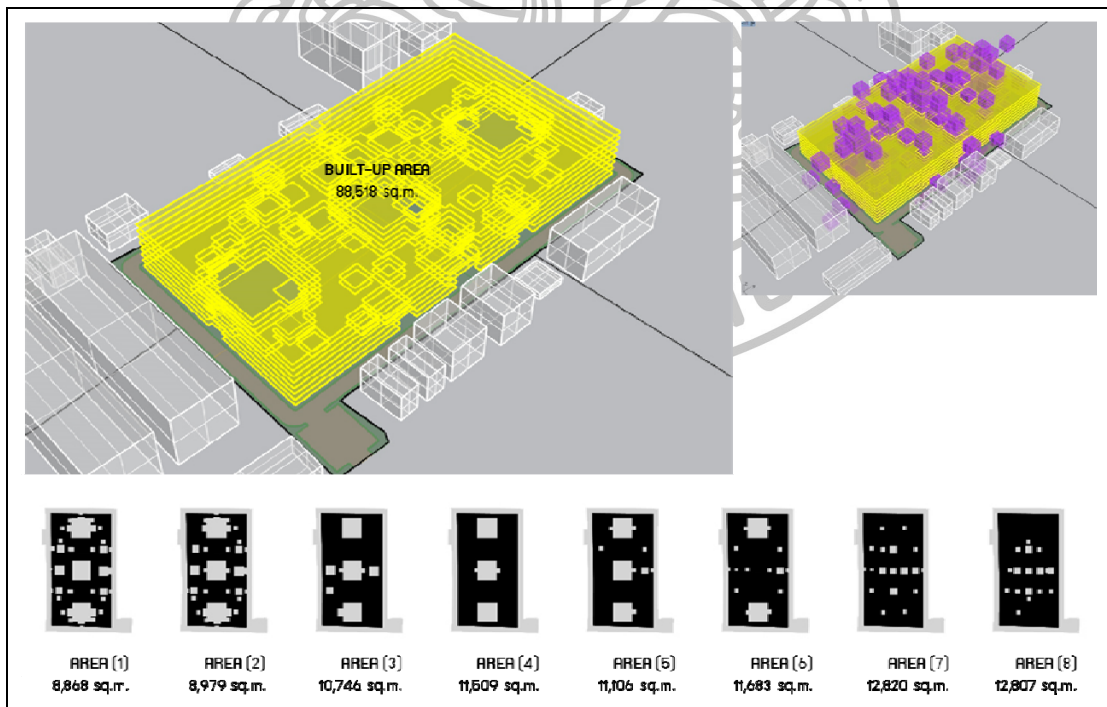 BUILT-UP AREA
88,518 sq.m.
AREA (1) AREA (2) AREA (3) AREA (4) AREA (5) AREA (6) AREA (7) AREA (8)
8,868 sq.m. 8,979 sq.m. 10,746 sq.m. 11,509 sq.m. 11,106 sq.m. 11,683 sq.m. 12,820 sq.m. 12,807 sq.m.